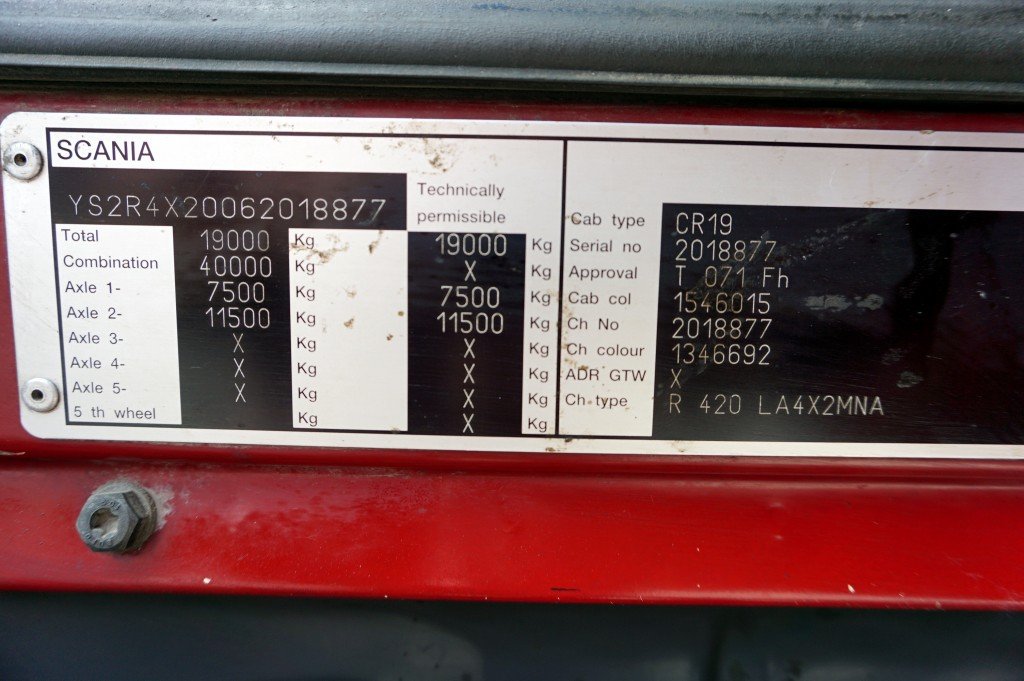 SCANIA
YS2R4X20062018877
Technically
permissible
Total 19000 Kg 19000 Kg
Combination 40000 Kg X Kg
Axle 1- 7500 Kg 7500 Kg
Axle 2- 11500 Kg 11500 Kg
Axle 3- X Kg X Kg
Axle 4- X Kg X Kg
Axle 5- X Kg X Kg
5 th wheel Kg X Kg
Cab type CR19
Serial no 2018877
Approval T 071 Fh
Cab col 1546015
Ch No 2018877
Ch colour 1346692
ADR GTW X
Ch type R 420 LA4X2MNA